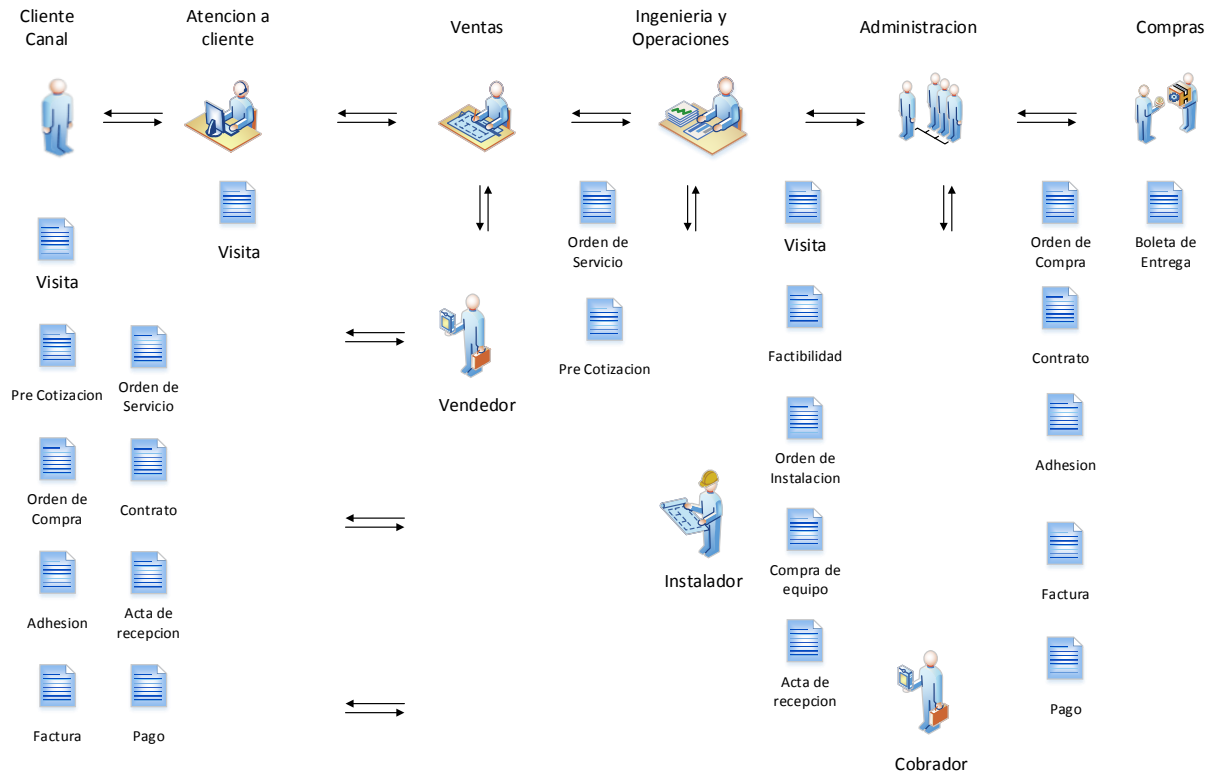 Cliente
Canal
Atencion a
cliente
Ventas
Ingenieria y
Operaciones
Administracion
Compras
Visita
Visita
Orden de
Servicio
Visita
Orden de
Compra
Boleta de
Entrega
Pre Cotizacion
Orden de
Servicio
Vendedor
Pre Cotizacion
Factibilidad
Contrato
Orden de
Compra
Contrato
Orden de
Instalacion
Adhesion
Adhesion
Acta de
recepcion
Instalador
Compra de
equipo
Factura
Factura
Pago
Acta de
recepcion
Cobrador
Pago